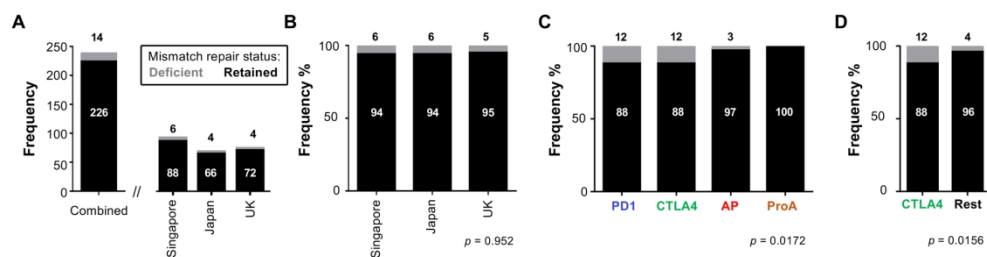 A
Frequency
250
200
150
100
50
0
14
226
Combined
//
6
88
Singapore
4
66
Japan
4
72
UK
Mismatch repair status:
Deficient Retained
B
Frequency %
100
50
0
6
94
Singapore
6
94
Japan
5
95
UK
p = 0.952
C
Frequency %
100
50
0
12
88
PD1
12
88
CTLA4
3
97
AP
100
ProA
p = 0.0172
D
Frequency %
100
50
0
12
88
CTLA4
4
96
Rest
p = 0.0156